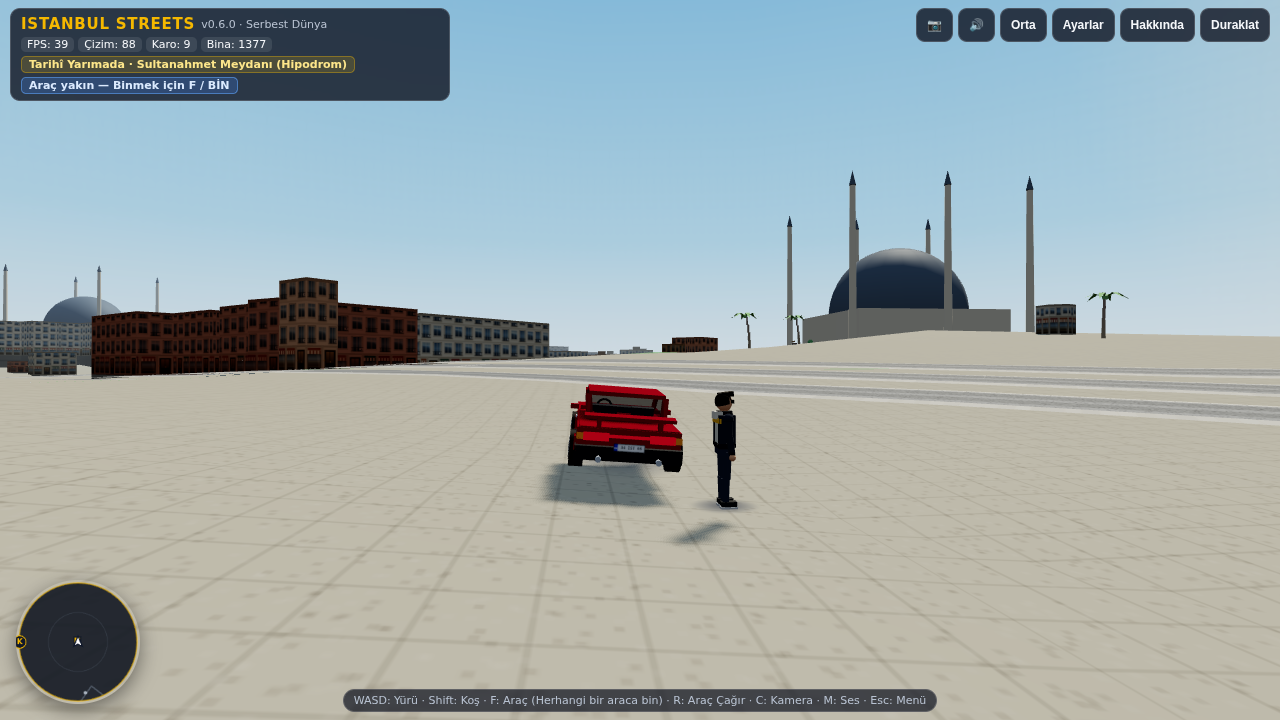 ISTANBUL STREETS v0.6.0 · Serbest Dünya
FPS: 39 Çizim: 88 Karo: 9 Bina: 1377
Tarihî Yarımada · Sultanahmet Meydanı (Hipodrom)
Araç yakın — Binmek için F / BİN
Orta Ayarlar Hakkında Duraklat
K
WASD: Yürü · Shift: Koş · F: Araç (Herhangi bir araca bin) · R: Araç Çağır · C: Kamera · M: Ses · Esc: Menü